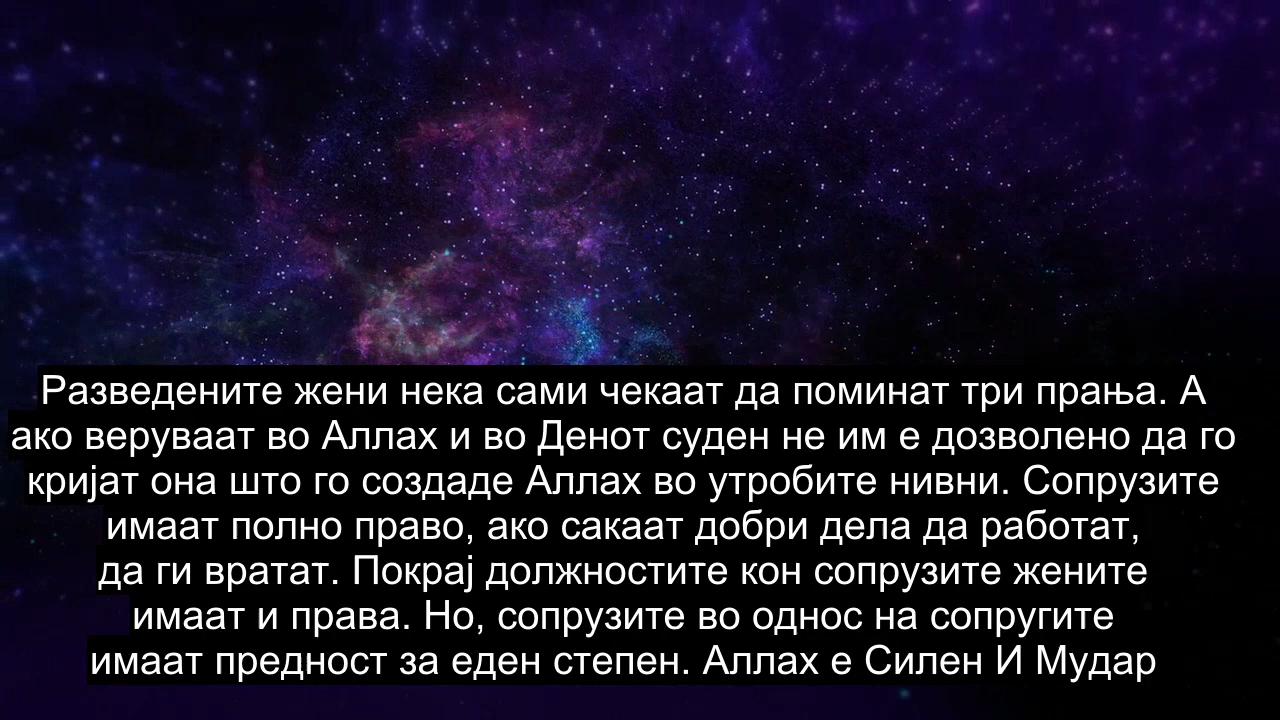 Разведените жени нека сами чекаат да поминат три прања. А
ако веруваат во Аллах и во Денот суден не им е дозволено да го
кријат она што го создаде Аллах во утробите нивни. Сопрузите
имаат полно право, ако сакаат добри дела да работат,
да ги вратат. Покрај должностите кон сопрузите жените
имаат и права. Но, сопрузите во однос на сопругите
имаат предност за еден степен. Аллах е Силен И Мудар